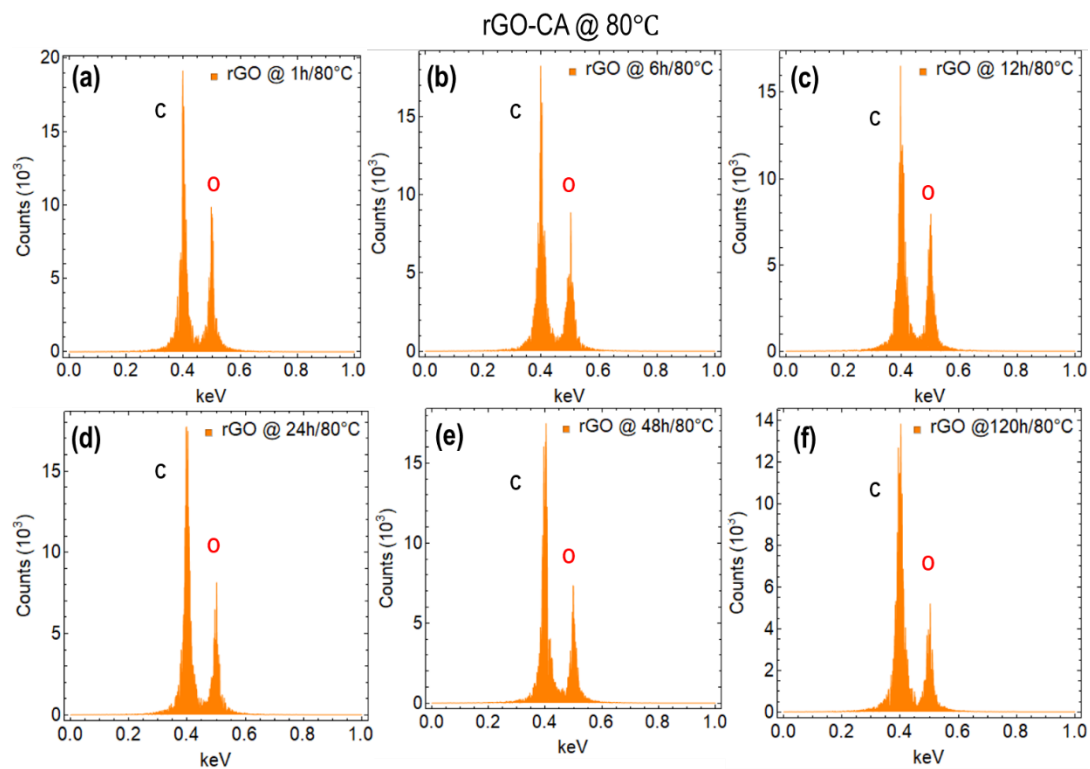 rGO-CA @ 80°C
(a)
rGO @ 1h/80°C
C
O
Counts (10³)
20
15
10
5
0
0.0 0.2 0.4 0.6 0.8 1.0
keV
(b)
rGO @ 6h/80°C
C
O
Counts (10³)
15
10
5
0
0.0 0.2 0.4 0.6 0.8 1.0
keV
(c)
rGO @ 12h/80°C
C
O
Counts (10³)
15
10
5
0
0.0 0.2 0.4 0.6 0.8 1.0
keV
(d)
rGO @ 24h/80°C
C
O
Counts (10³)
15
10
5
0
0.0 0.2 0.4 0.6 0.8 1.0
keV
(e)
rGO @ 48h/80°C
C
O
Counts (10³)
15
10
5
0
0.0 0.2 0.4 0.6 0.8 1.0
keV
(f)
rGO @120h/80°C
C
O
Counts (10³)
14
12
10
8
6
4
2
0
0.0 0.2 0.4 0.6 0.8 1.0
keV